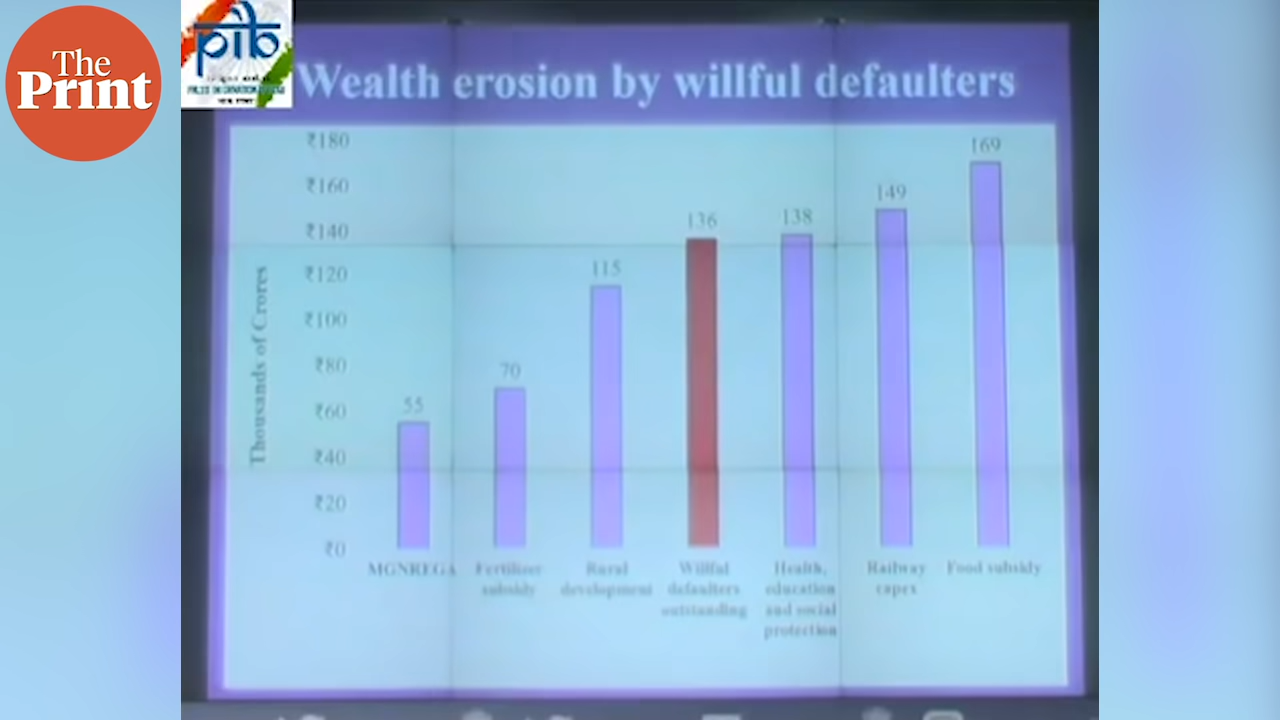 The
Print
pib
Wealth erosion by willful defaulters
Thousands of Crores
₹180
₹160
₹140
₹120
₹100
₹80
₹60
₹40
₹20
₹0
55
70
115
136
138
149
169
MGNREGA
Fertilizer
subsidy
Rural
development
Willful
defaulters
outstanding
Health,
education
and social
protection
Railway
capex
Food subsidy